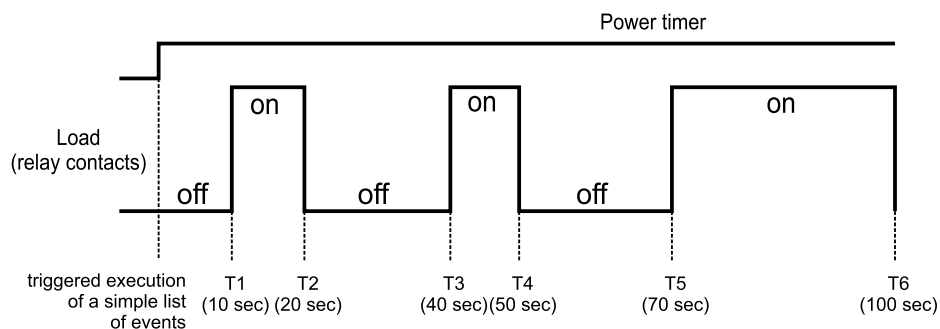 Power timer
on
on
on
Load
(relay contacts)
off
off
off
triggered execution
of a simple list
of events
T1
(10 sec)
T2
(20 sec)
T3
(40 sec)
T4
(50 sec)
T5
(70 sec)
T6
(100 sec)